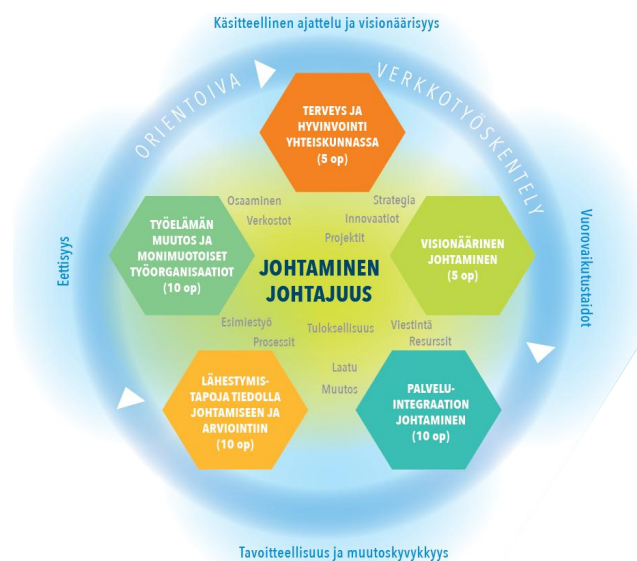 Käsitteellinen ajattelu ja visionäärisyys
ORIENTOIVA
VERKKOTYÖSKENTELY
TERVEYS JA
HYVINVOINTI
YHTEISKUNNASSA
(5 op)
Osaaminen
Verkostot
Strategia
Innovaatiot
Projektit
TYÖELÄMÄN
MUUTOS JA
MONIMUOTOISET
TYÖORGANISAATIOT
(10 op)
VISIONÄÄRINEN
JOHTAMINEN
(5 op)
Eettisyys
Vuorovaikutustaidot
JOHTAMINEN
JOHTAJUUS
Esimiestyö
Prosessit
Tuloksellisuus
Viestintä
Resurssit
Laatu
Muutos
LÄHESTYMIS-
TAPOJA TIEDOLLA
JOHTAMISEEN JA
ARVIOINTIIN
(10 op)
PALVELU-
INTEGRAATION
JOHTAMINEN
(10 op)
Tavoitteellisuus ja muutoskyvykkyys